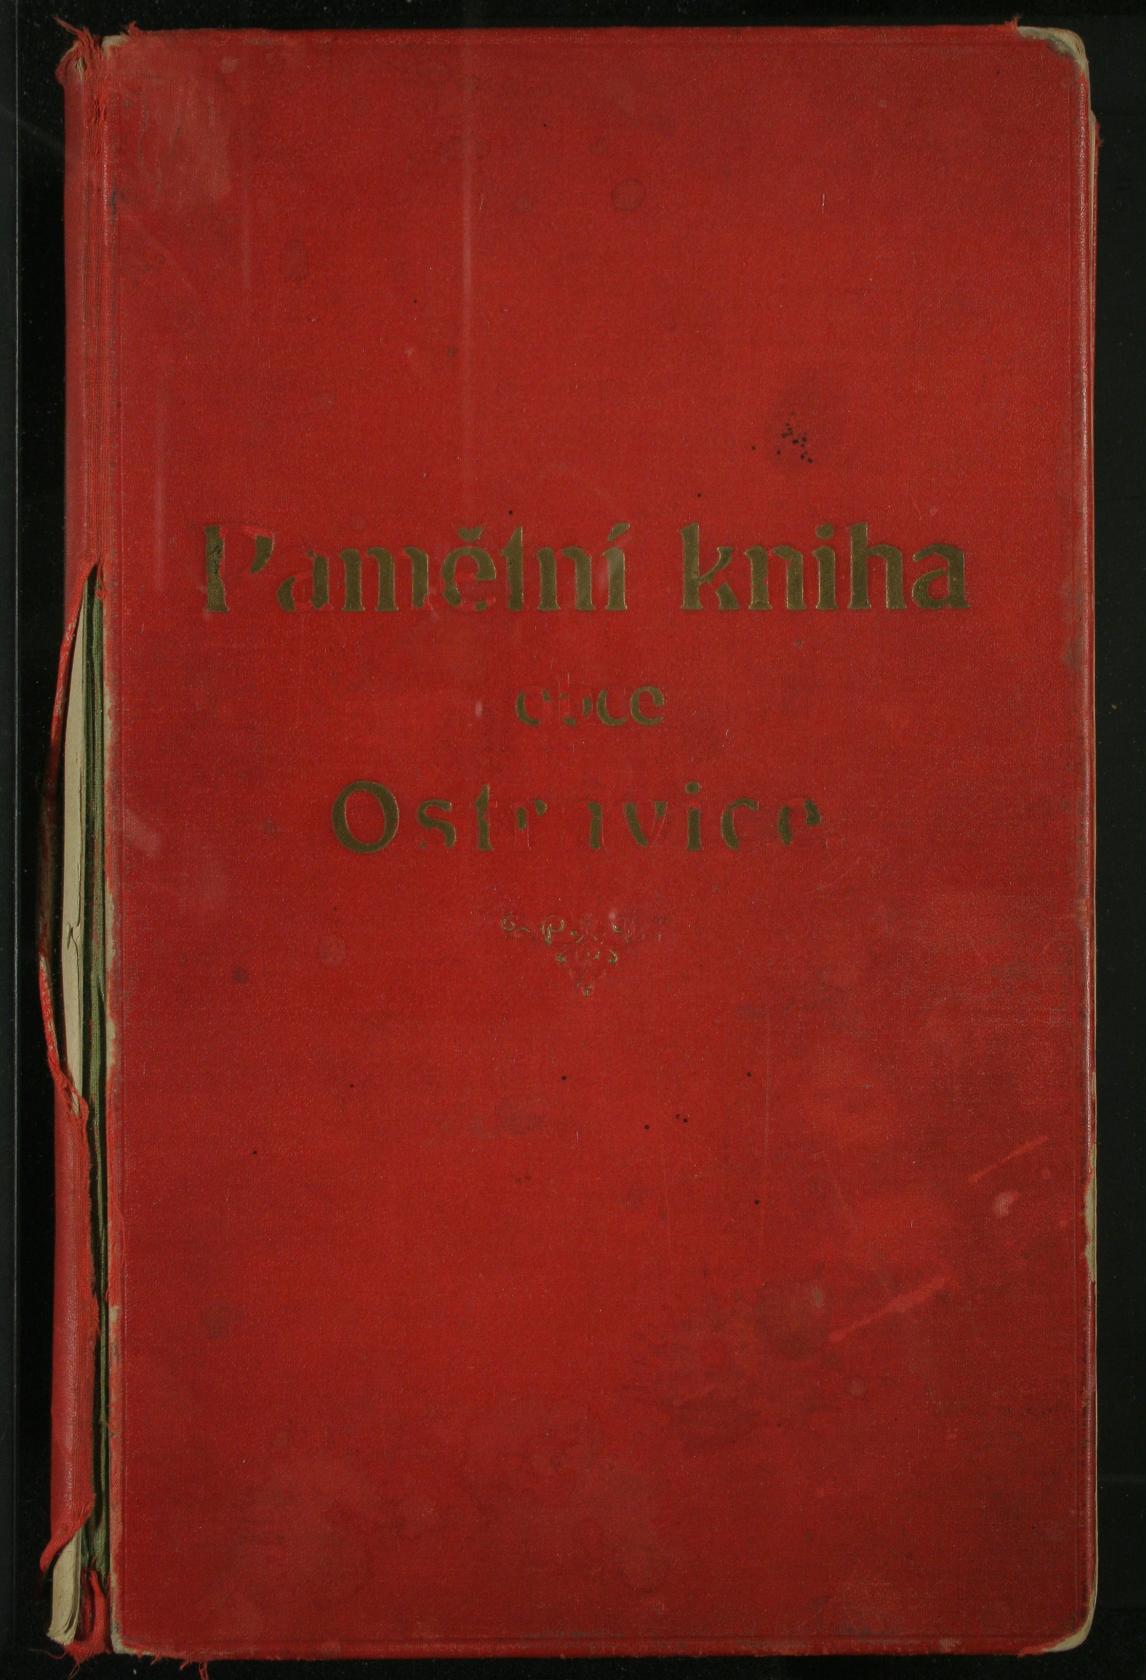 Pamětní kniha
obce
Ostravice